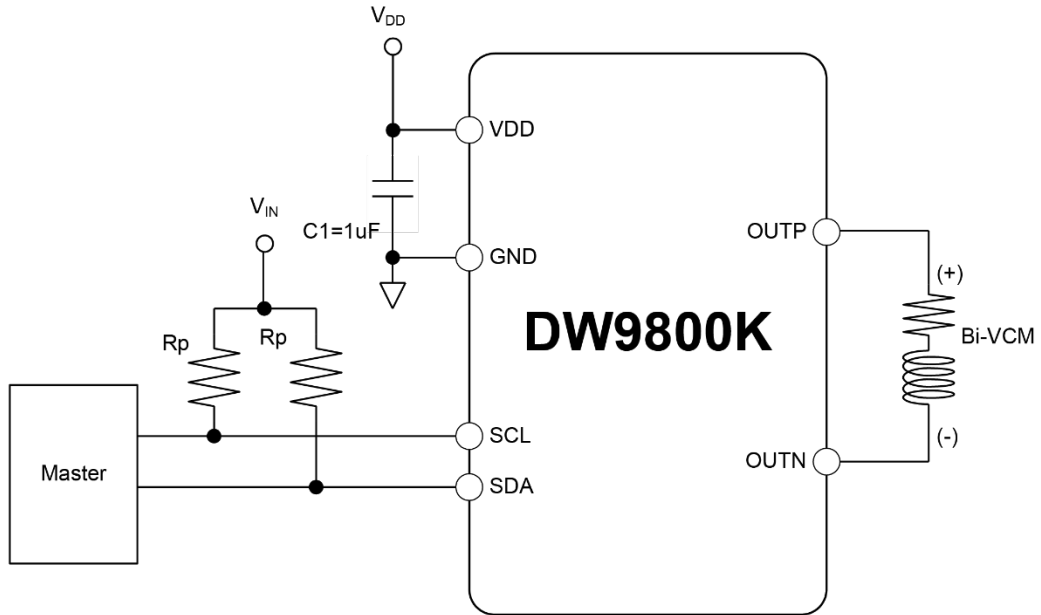 VDD
VDD
C1=1uF
VIN
GND
OUTP
(+)
DW9800K
Bi-VCM
Rp
Rp
SCL
(-)
OUTN
Master
SDA